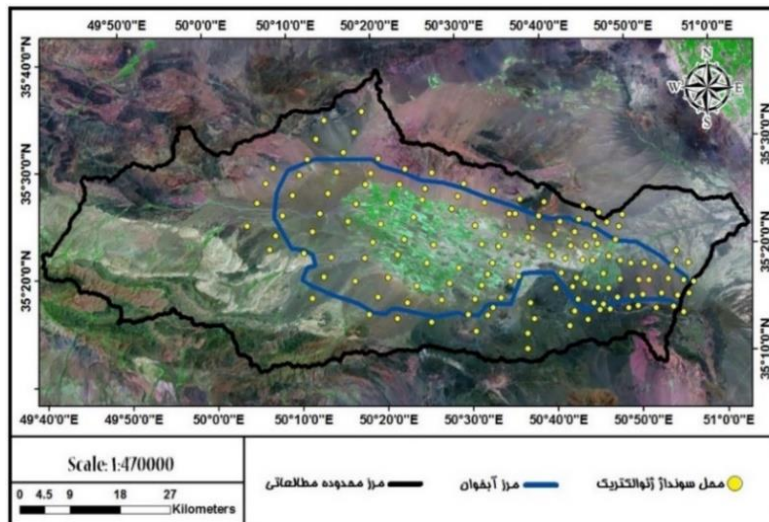 49°50'0"E 50°0'0"E 50°10'0"E 50°20'0"E 50°30'0"E 50°40'0"E 50°50'0"E 51°0'0"E
35°40'0"N
35°30'0"N
35°20'0"N
N
W E
S
35°30'0"N
35°20'0"N
35°10'0"N
49°40'0"E 49°50'0"E 50°0'0"E 50°10'0"E 50°20'0"E 50°30'0"E 50°40'0"E 50°50'0"E 51°0'0"E
Scale: 1:470000
0 4.5 9 18 27
Kilometers
محل سونداژ ژئوالکتریک
مرز آبخوان
مرز محدوده مطالعاتی